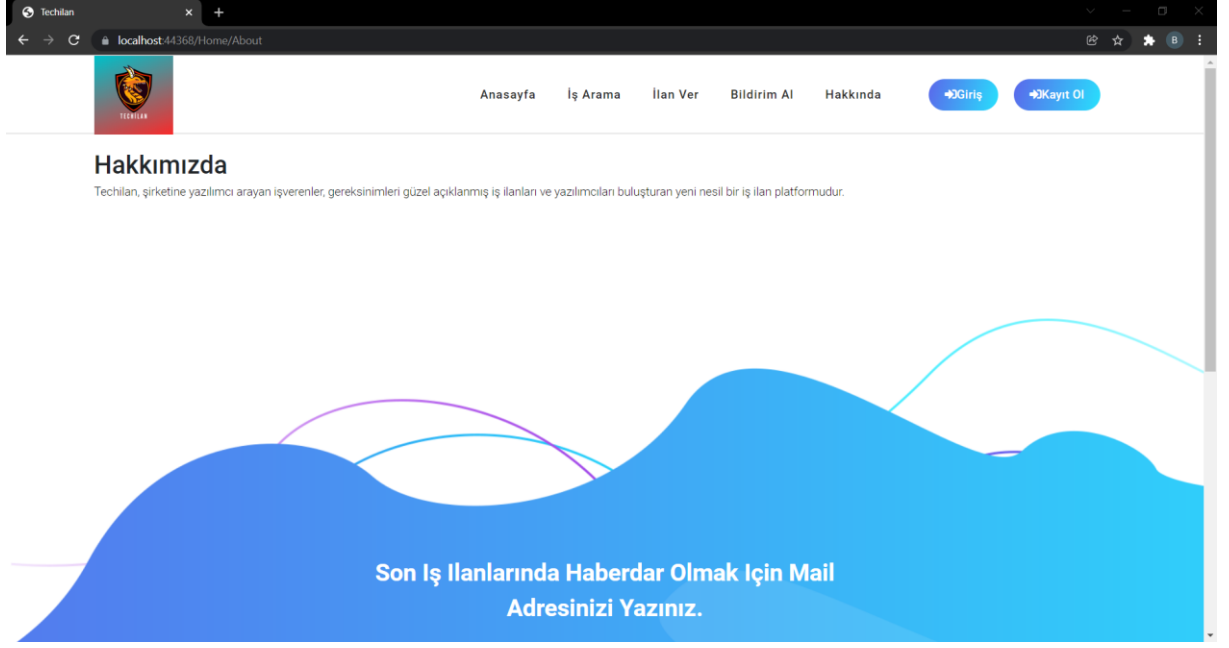 Techilan
localhost:44368/Home/About
B
TECHILAN
Anasayfa İş Arama İlan Ver Bildirim Al Hakkında Giriş Kayıt Ol
Hakkımızda
Techilan, şirketine yazılımcı arayan işverenler, gereksinimleri güzel açıklanmış iş ilanları ve yazılımcıları buluşturan yeni nesil bir iş ilan platformudur.
Son Iş Ilanlarında Haberdar Olmak Için Mail
Adresinizi Yazınız.